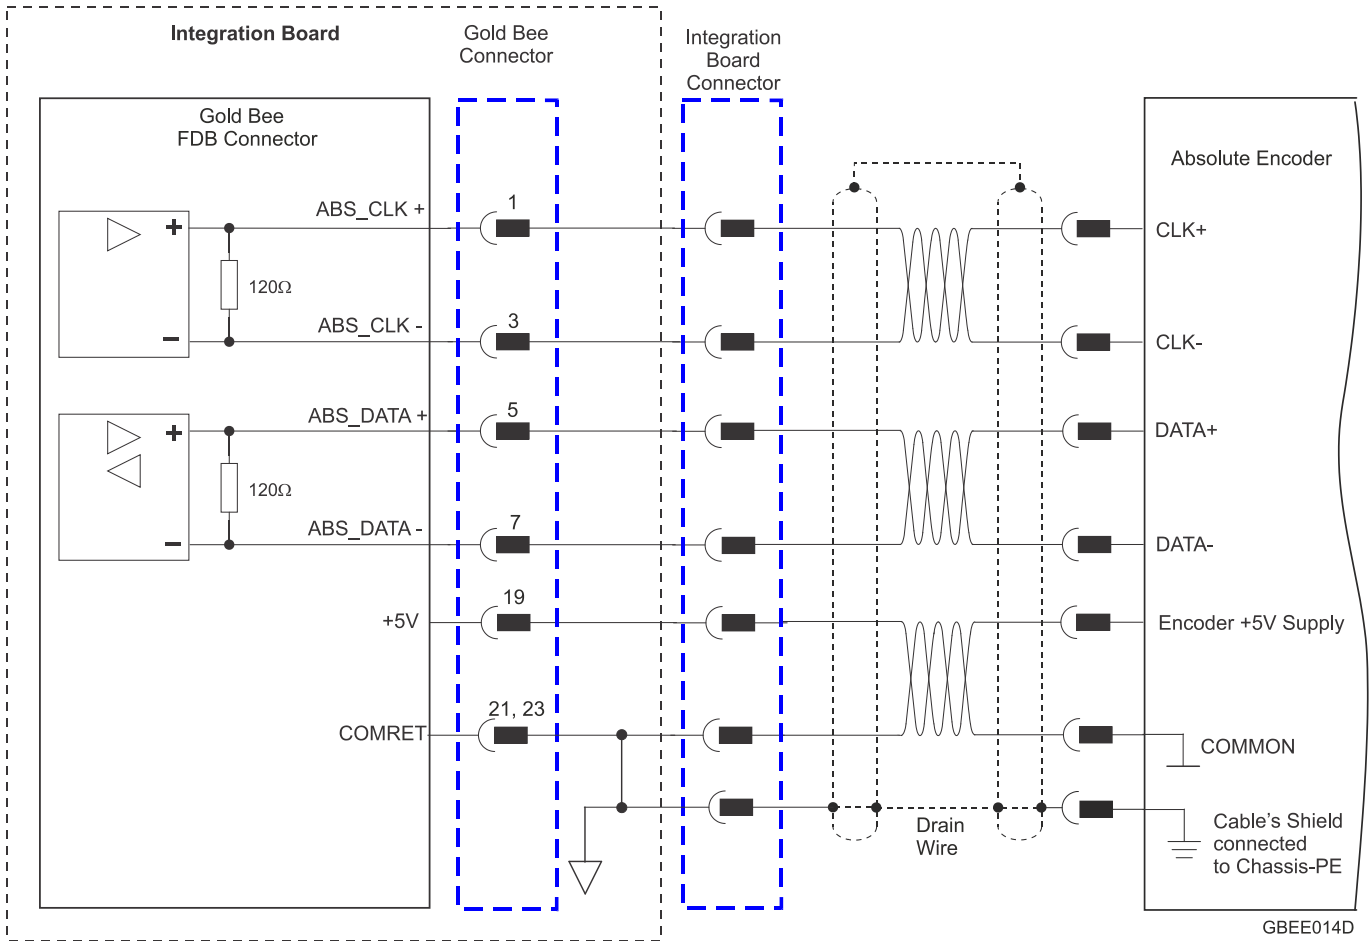 Integration Board
Gold Bee
Connector
Integration
Board
Connector
Gold Bee
FDB Connector
Absolute Encoder
ABS_CLK +
1
+
CLK+
120Ω
ABS_CLK -
3
-
CLK-
ABS_DATA +
5
+
DATA+
120Ω
ABS_DATA -
7
-
DATA-
+5V
19
Encoder +5V Supply
COMRET
21, 23
COMMON
Drain
Wire
Cable's Shield
connected
to Chassis-PE
GBEE014D